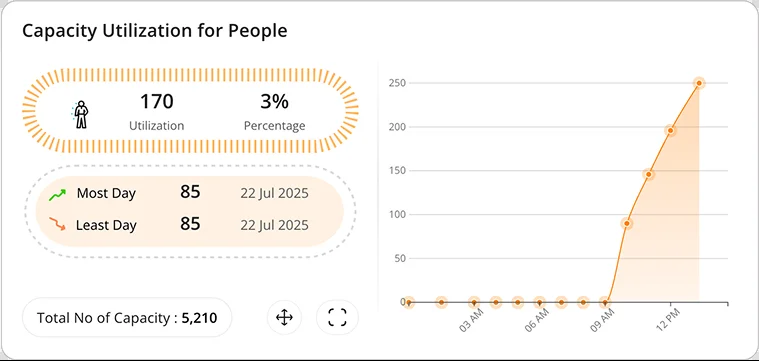 Capacity Utilization for People
170
3%
Utilization
Percentage
Most Day 85 22 Jul 2025
Least Day 85 22 Jul 2025
Total No of Capacity : 5,210
250
200
150
100
50
0
03 AM
06 AM
09 AM
12 PM